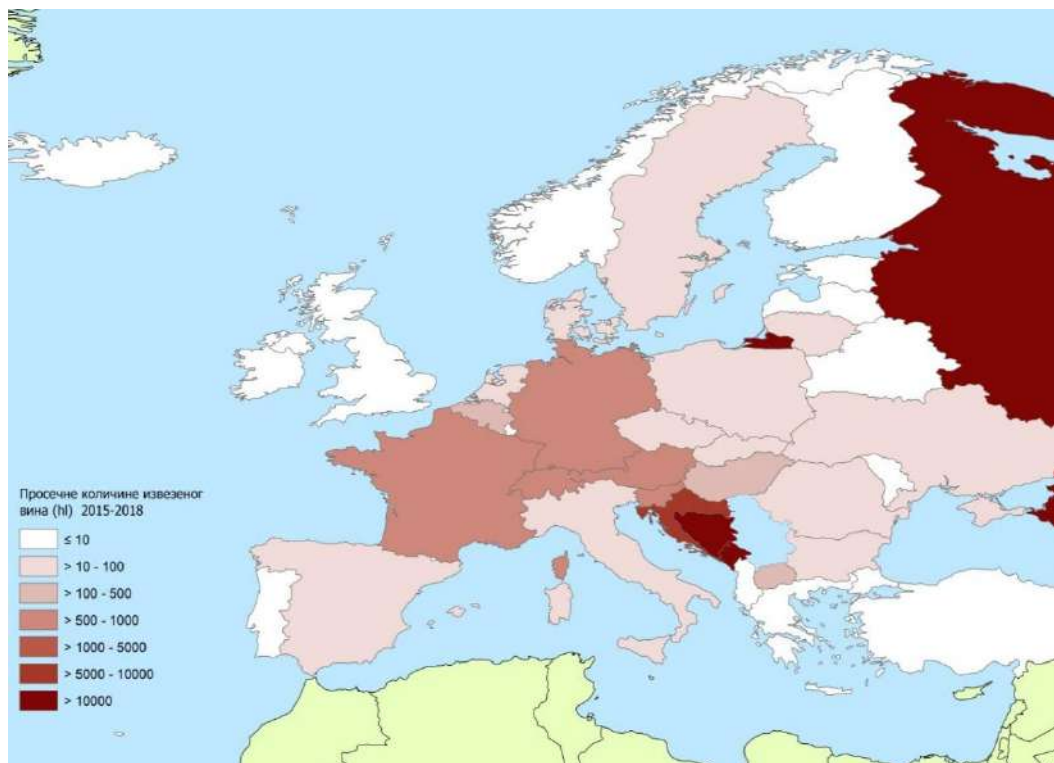 Просечне количине извезеног
вина (hl) 2015-2018
≤ 10
> 10 - 100
> 100 - 500
> 500 - 1000
> 1000 - 5000
> 5000 - 10000
> 10000